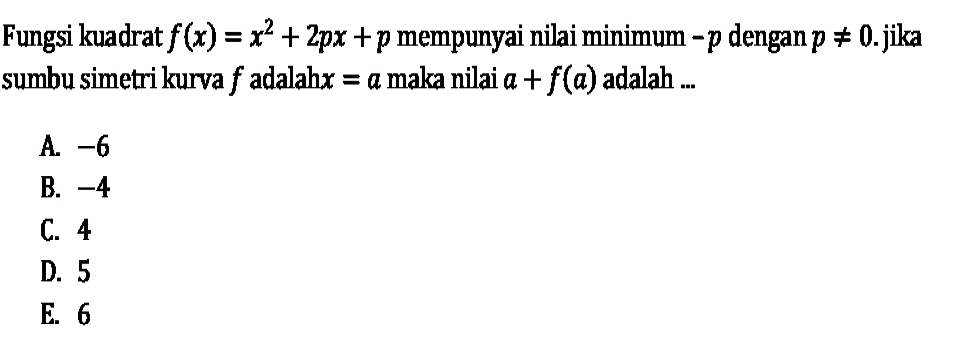 Fungsi kuadrat f(x) = x² + 2px + p mempunyai nilai minimum –p dengan p ≠ 0. jika
sumbu simetri kurva f adalahx = a maka nilai a + f(a) adalah ...
A. −6
B. −4
C. 4
D. 5
E. 6